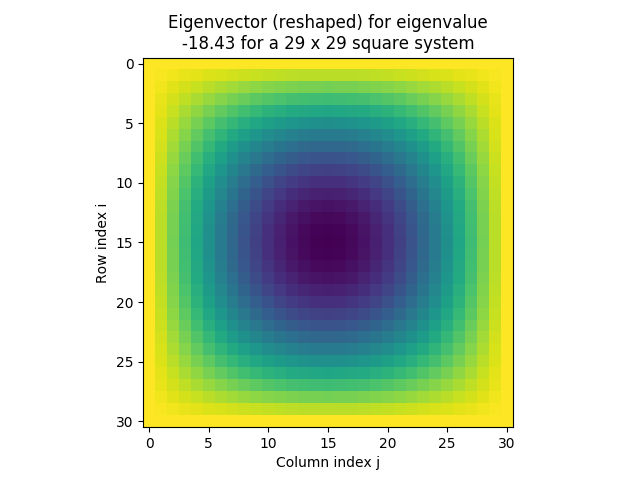 Eigenvector (reshaped) for eigenvalue
-18.43 for a 29 x 29 square system
0
5
10
15
20
25
30
Row index i
0 5 10 15 20 25 30
Column index j